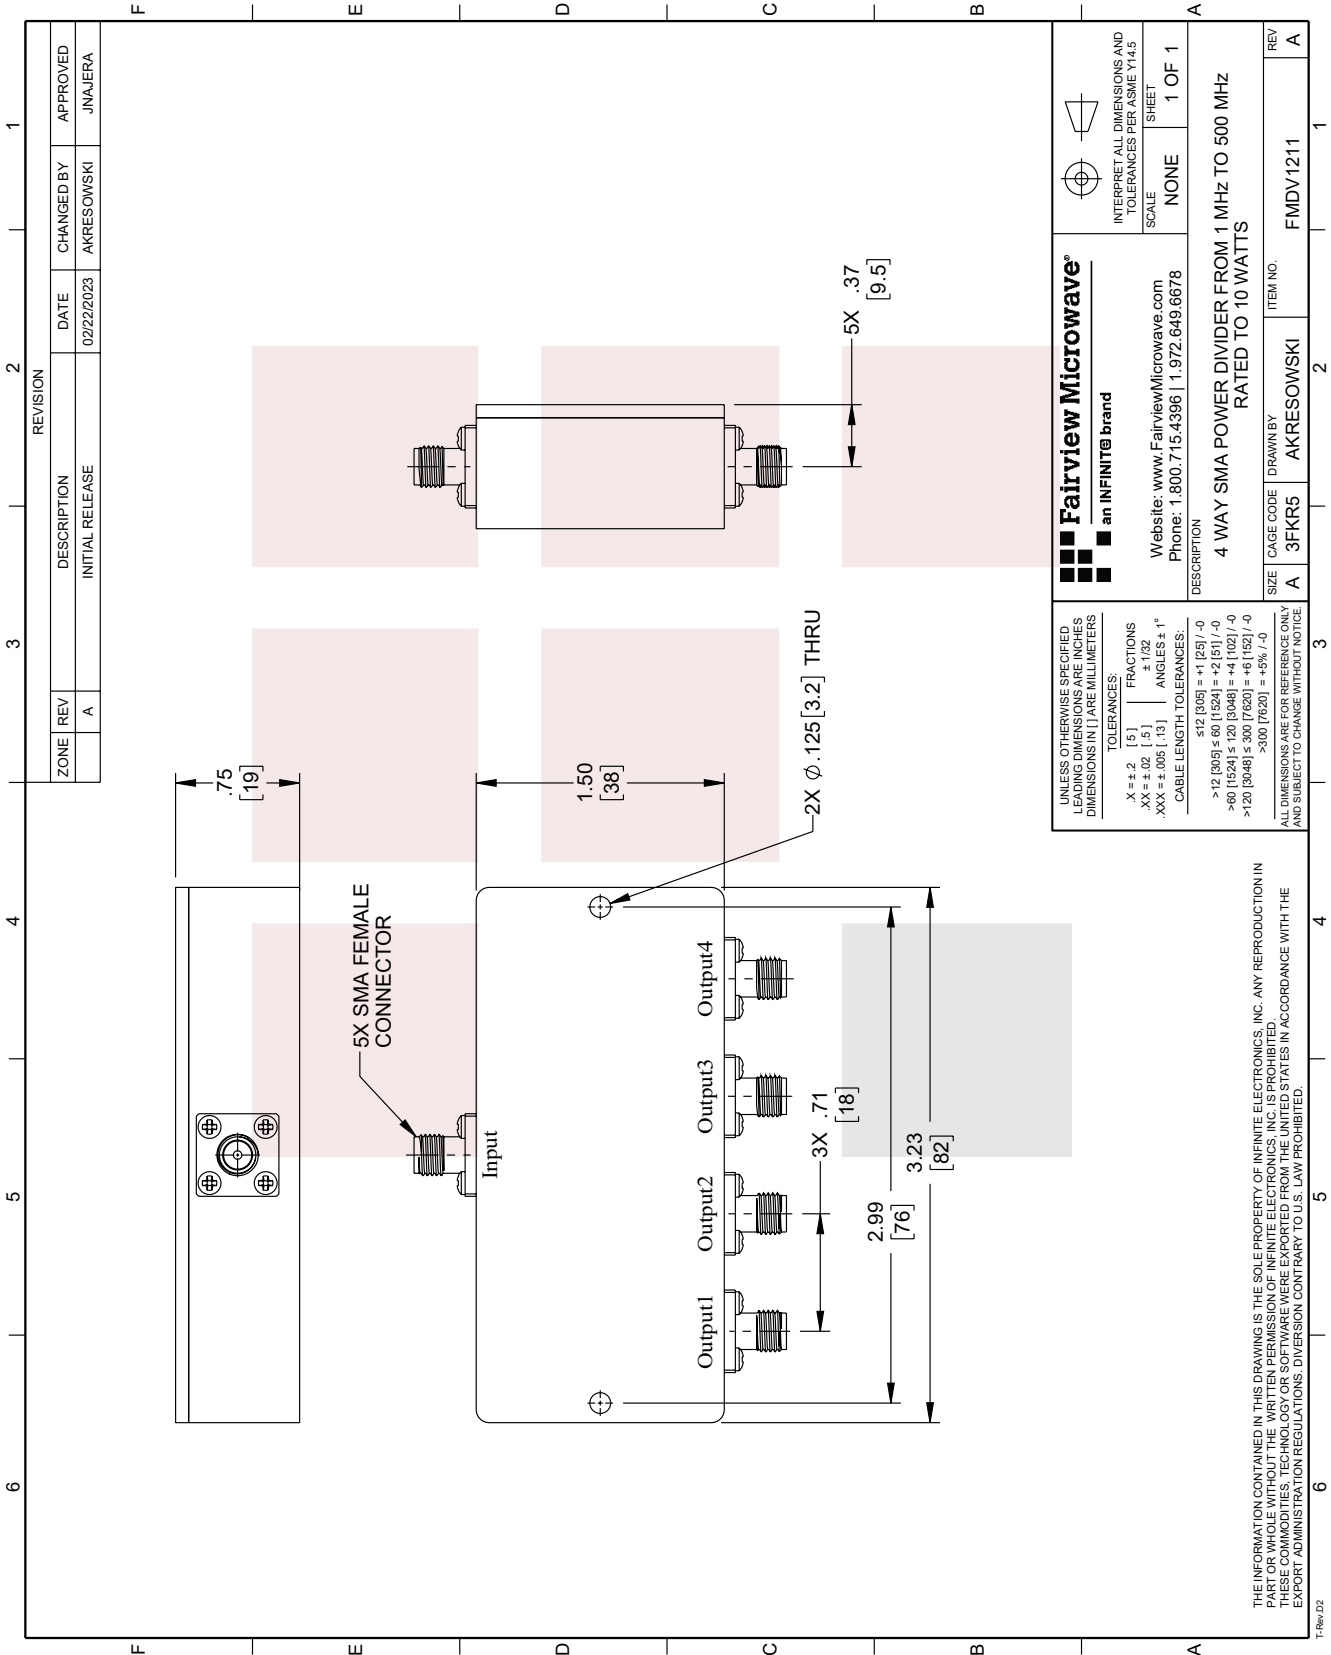 6
5
4
3
2
1
F
E
D
C
B
A
REVISION
ZONE REV DESCRIPTION DATE CHANGED BY APPROVED
A INITIAL RELEASE 02/22/2023 AKRESOWSKI JNAJERA
.75
[19]
5X SMA FEMALE
CONNECTOR
Input
1.50
[38]
Output1 Output2 Output3 Output4
2X Ø.125 [3.2] THRU
3X .71
[18]
2.99
[76]
3.23
[82]
5X .37
[9.5]
UNLESS OTHERWISE SPECIFIED
LEADING DIMENSIONS ARE INCHES
DIMENSIONS IN [ ] ARE MILLIMETERS
TOLERANCES:
.X = ± .2 [ 5 ] FRACTIONS
.XX = ± .02 [ .5 ] ± 1/32
.XXX = ± .005 [ .13 ] ANGLES ± 1°
CABLE LENGTH TOLERANCES:
≤12 [305] = +1 [25] / -0
>12 [305] ≤ 60 [1524] = +2 [51] / -0
>60 [1524] ≤ 120 [3048] = +4 [102] / -0
>120 [3048] ≤ 300 [7620] = +6 [152] / -0
>300 [7620] = +5% / -0
ALL DIMENSIONS ARE FOR REFERENCE ONLY
AND SUBJECT TO CHANGE WITHOUT NOTICE.
Fairview Microwave®
an INFINIT@ brand
Website: www.FairviewMicrowave.com
Phone: 1.800.715.4396 | 1.972.649.6678
INTERPRET ALL DIMENSIONS AND
TOLERANCES PER ASME Y14.5
SCALE SHEET
NONE 1 OF 1
DESCRIPTION
4 WAY SMA POWER DIVIDER FROM 1 MHz TO 500 MHz
RATED TO 10 WATTS
SIZE CAGE CODE DRAWN BY ITEM NO. REV
A 3FKR5 AKRESOWSKI FMDV1211 A
THE INFORMATION CONTAINED IN THIS DRAWING IS THE SOLE PROPERTY OF INFINITE ELECTRONICS, INC. ANY REPRODUCTION IN
PART OR WHOLE WITHOUT THE WRITTEN PERMISSION OF INFINITE ELECTRONICS, INC. IS PROHIBITED.
THESE COMMODITIES, TECHNOLOGY OR SOFTWARE WERE EXPORTED FROM THE UNITED STATES IN ACCORDANCE WITH THE
EXPORT ADMINISTRATION REGULATIONS. DIVERSION CONTRARY TO U.S. LAW PROHIBITED.
F
E
D
C
B
A
6
5
4
3
2
1
T-Rev.D2